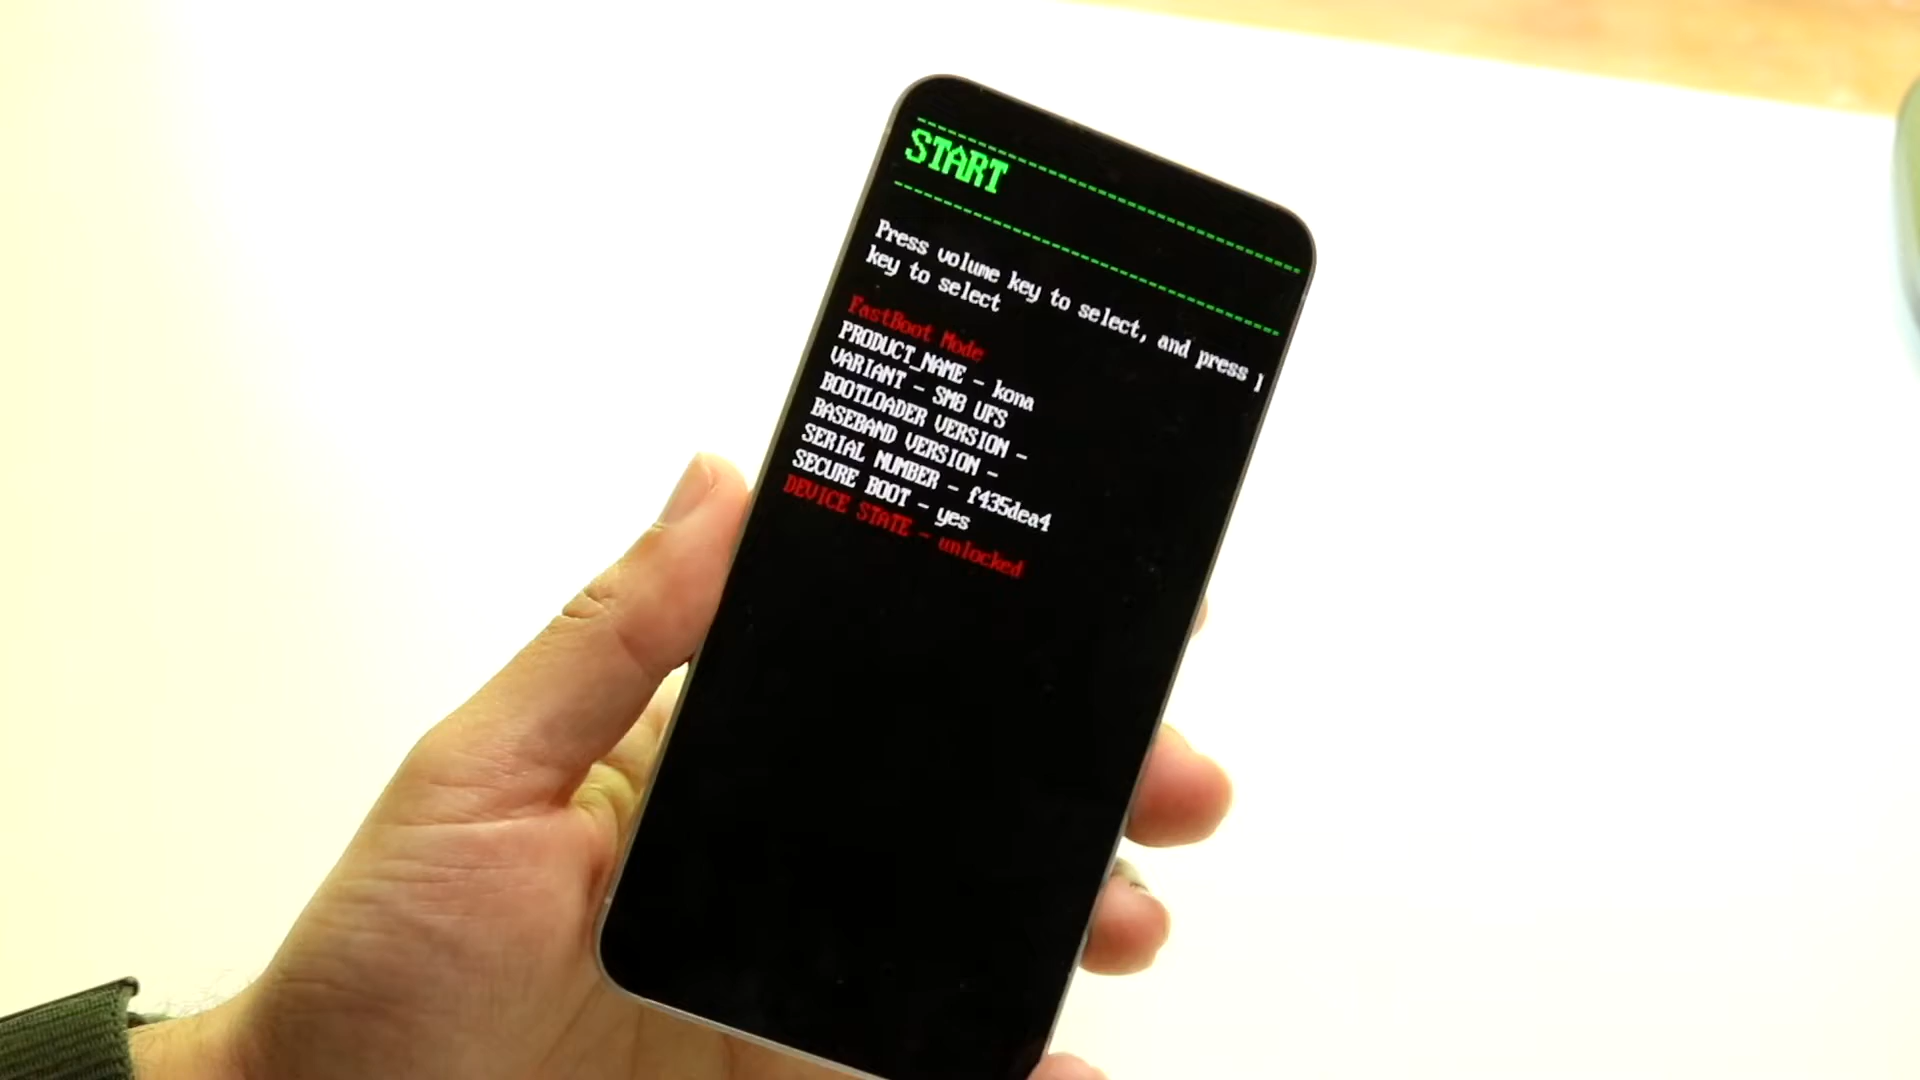 START
Press volume key to select, and press
key to select
FastBoot Mode
PRODUCT_NAME - kona
VARIANT - SM8 UFS
BOOTLOADER VERSION -
BASEBAND VERSION -
SERIAL NUMBER - f435dea4
SECURE BOOT - yes
DEVICE STATE - unlocked